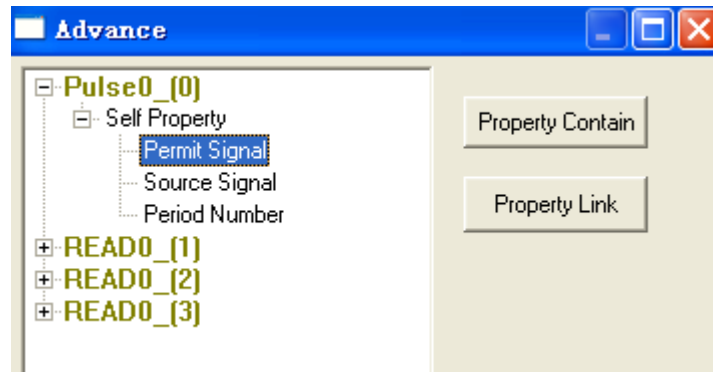 Advance
Pulse0_(0)
Self Property
Permit Signal
Source Signal
Period Number
READ0_(1)
READ0_(2)
READ0_(3)
Property Contain
Property Link